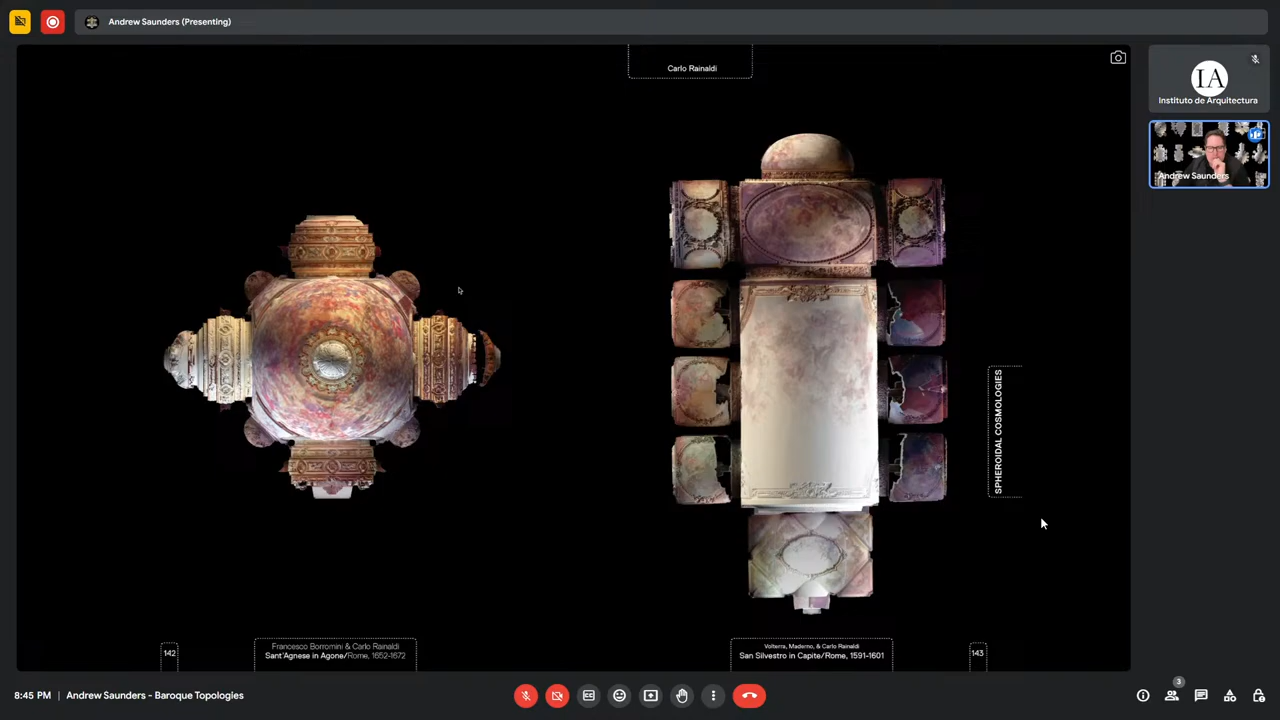 Andrew Saunders (Presenting)
Carlo Rainaldi
IA
Instituto de Arquitectura
Andrew Saunders
SPHEROIDAL COSMOLOGIES
142
Francesco Borromini & Carlo Rainaldi
Sant'Agnese in Agone/Rome, 1652-1672
Volterra, Maderno, & Carlo Rainaldi
San Silvestro in Capite/Rome, 1591-1601
143
8:45 PM | Andrew Saunders - Baroque Topologies
3